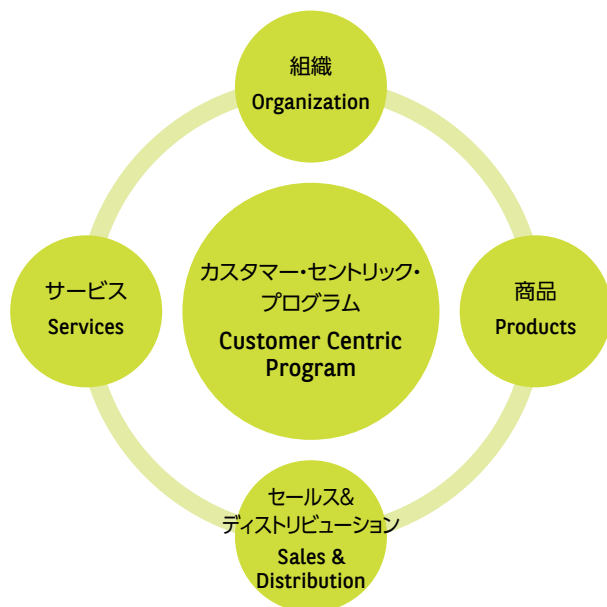 組織
Organization
サービス
Services
カスタマー・セントリック・
プログラム
Customer Centric
Program
商品
Products
セールス&
ディストリビューション
Sales &
Distribution